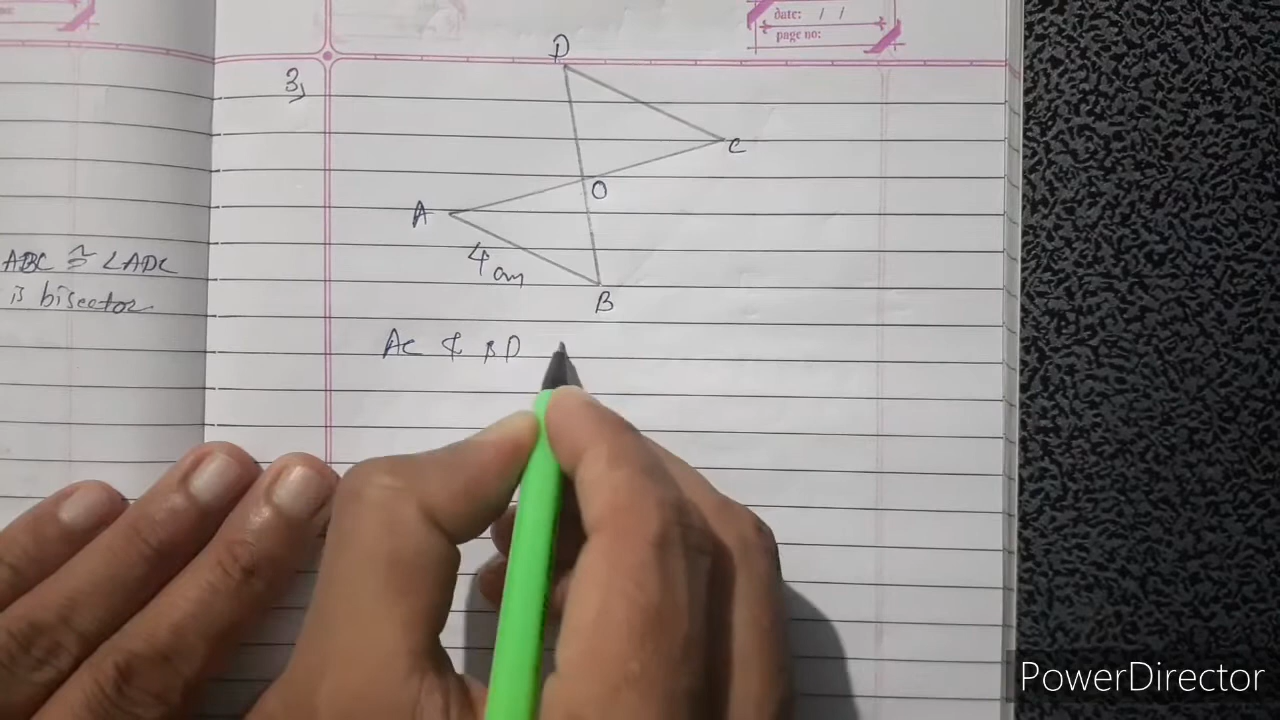 date: / /
page no:
3,
D
C
O
A
4 cm
B
ABC ≅ ∠ADC
is bisector
AC & BD
PowerDirector